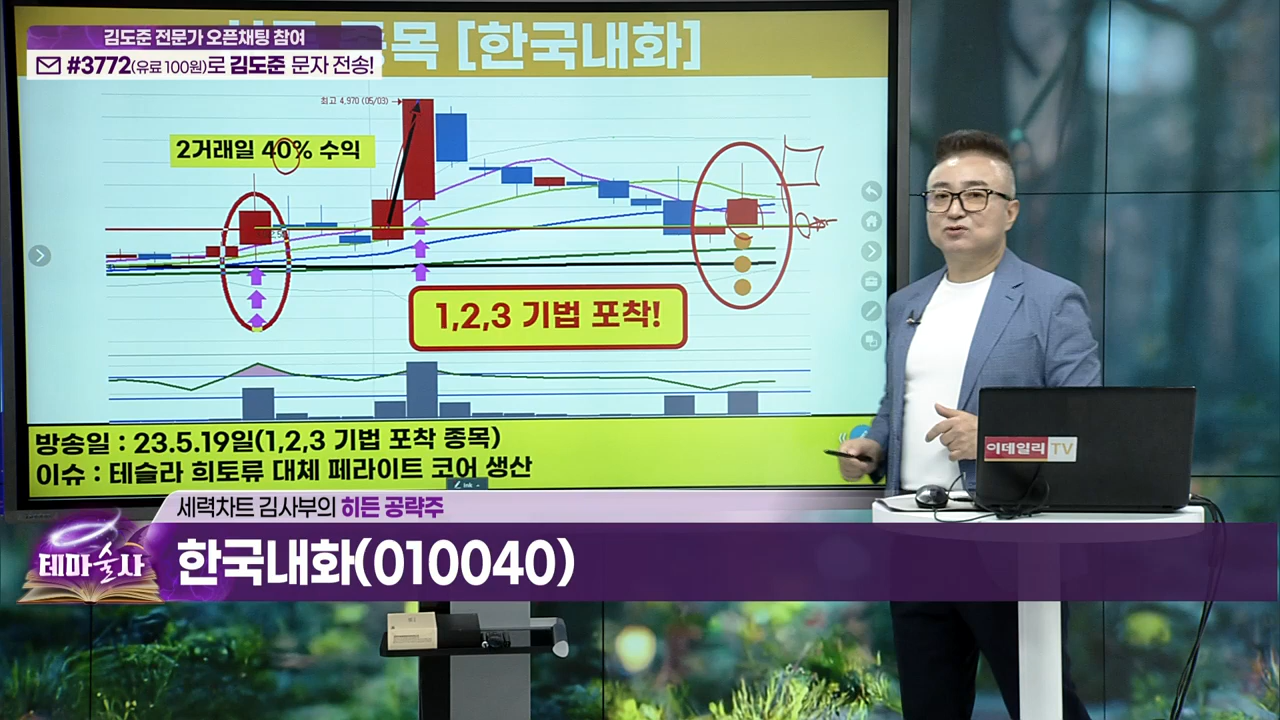 김도준 전문가 오픈채팅 참여
#3772(유료 100원)로 김도준 문자 전송!
종목 [한국내화]
최고 4,970 (05/03)
2거래일 40% 수익
1,2,3 기법 포착!
방송일 : 23.5.19일(1,2,3 기법 포착 종목)
이슈 : 테슬라 희토류 대체 페라이트 코어 생산
Ink
이데일리TV
세력차트 김사부의 히든 공략주
테마술사
한국내화(010040)